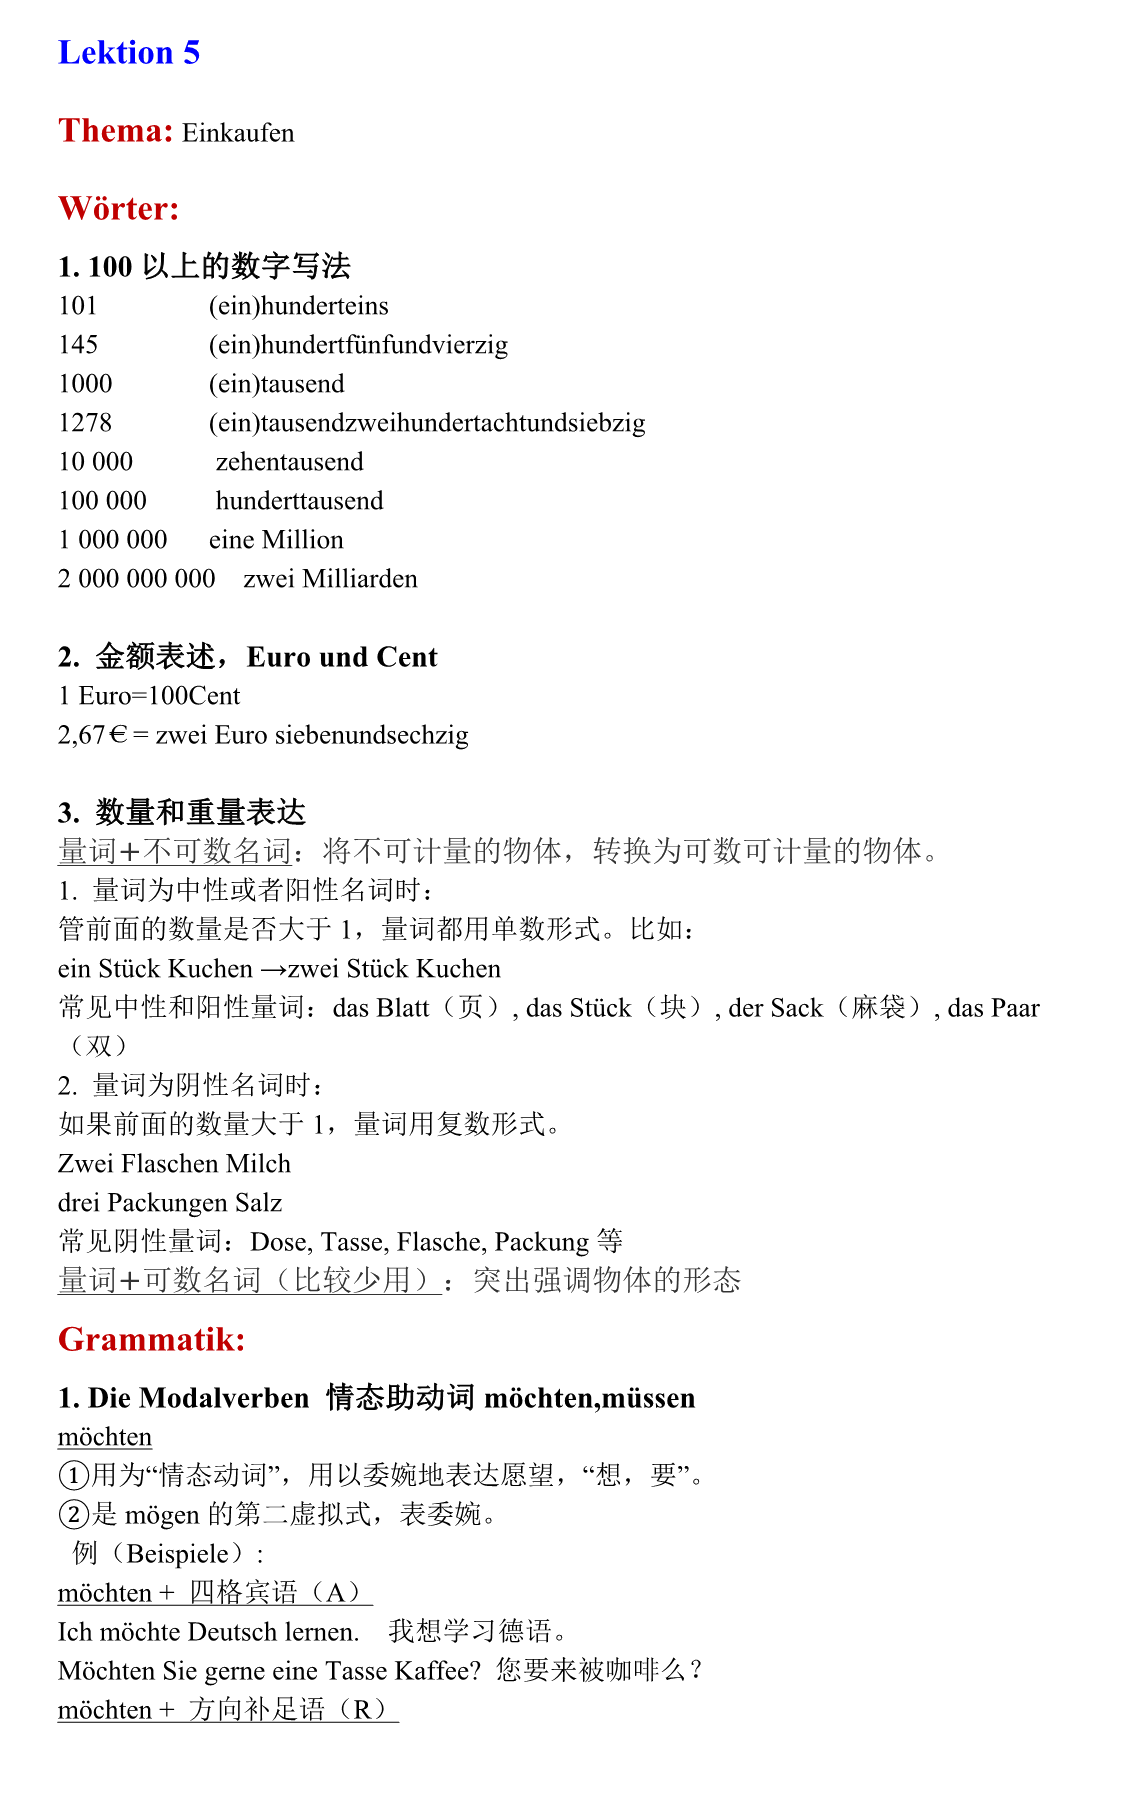 Lektion 5
Thema: Einkaufen
Wörter:
1. 100 以上的数字写法
101 (ein)hunderteins
145 (ein)hundertfünfundvierzig
1000 (ein)tausend
1278 (ein)tausendzweihundertachtundsiebzig
10 000 zehentausend
100 000 hunderttausend
1 000 000 eine Million
2 000 000 000 zwei Milliarden
2. 金额表述，Euro und Cent
1 Euro=100Cent
2,67€= zwei Euro siebenundsechzig
3. 数量和重量表达
量词+不可数名词：将不可计量的物体，转换为可数可计量的物体。
1. 量词为中性或者阳性名词时：
管前面的数量是否大于 1，量词都用单数形式。比如：
ein Stück Kuchen →zwei Stück Kuchen
常见中性和阳性量词：das Blatt（页）, das Stück（块）, der Sack（麻袋）, das Paar
（双）
2. 量词为阴性名词时：
如果前面的数量大于 1，量词用复数形式。
Zwei Flaschen Milch
drei Packungen Salz
常见阴性量词：Dose, Tasse, Flasche, Packung 等
量词+可数名词（比较少用）：突出强调物体的形态
Grammatik:
1. Die Modalverben 情态助动词 möchten,müssen
möchten
①用为“情态动词”，用以委婉地表达愿望，“想，要”。
②是 mögen 的第二虚拟式，表委婉。
例（Beispiele）:
möchten + 四格宾语（A）
Ich möchte Deutsch lernen. 我想学习德语。
Möchten Sie gerne eine Tasse Kaffee? 您要来被咖啡么？
möchten + 方向补足语（R）